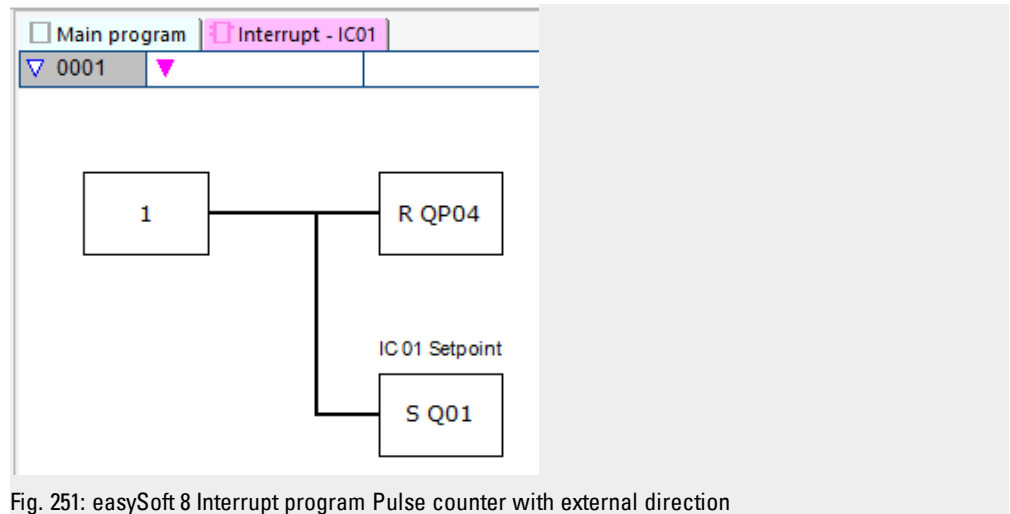 Main program Interrupt - IC01
0001
1 R QP04
IC 01 Setpoint
S Q01
Fig. 251: easySoft 8 Interrupt program Pulse counter with external direction